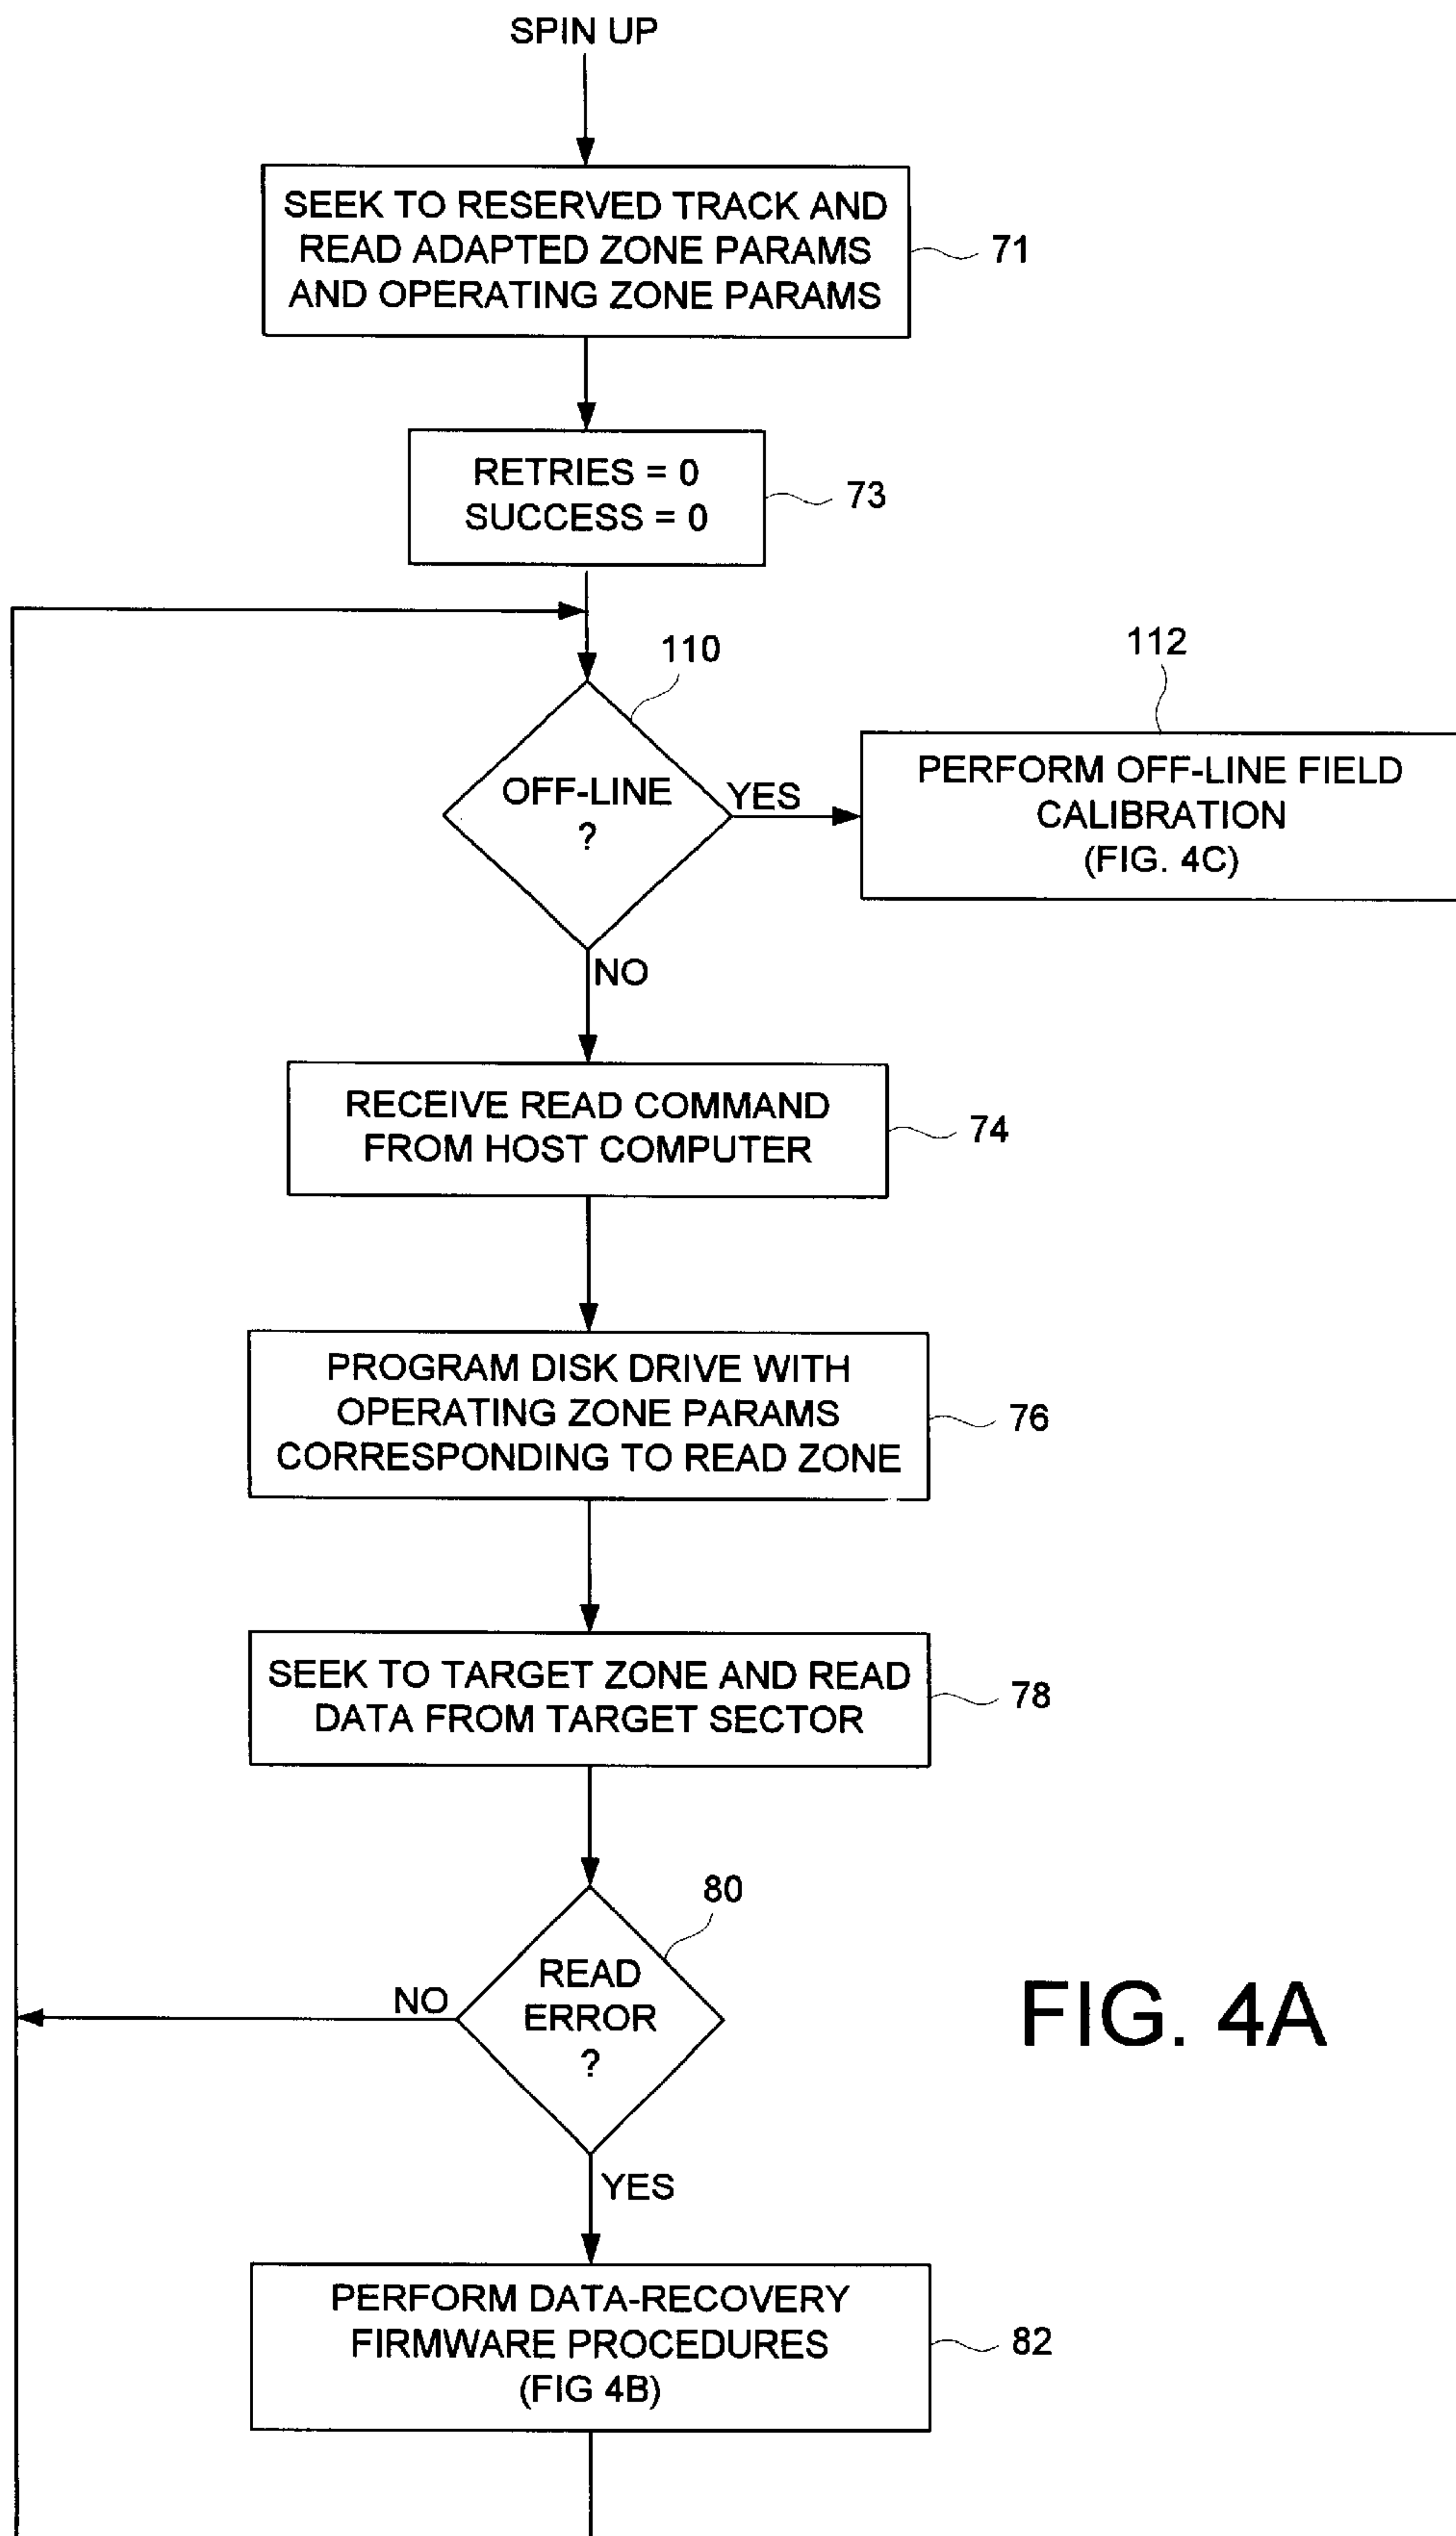 SPIN UP
SEEK TO RESERVED TRACK AND
READ ADAPTED ZONE PARAMS
AND OPERATING ZONE PARAMS
71
RETRIES = 0
SUCCESS = 0
73
110
OFF-LINE
?
YES
112
PERFORM OFF-LINE FIELD
CALIBRATION
(FIG. 4C)
NO
RECEIVE READ COMMAND
FROM HOST COMPUTER
74
PROGRAM DISK DRIVE WITH
OPERATING ZONE PARAMS
CORRESPONDING TO READ ZONE
76
SEEK TO TARGET ZONE AND READ
DATA FROM TARGET SECTOR
78
80
READ
ERROR
?
NO
YES
FIG. 4A
PERFORM DATA-RECOVERY
FIRMWARE PROCEDURES
(FIG 4B)
82